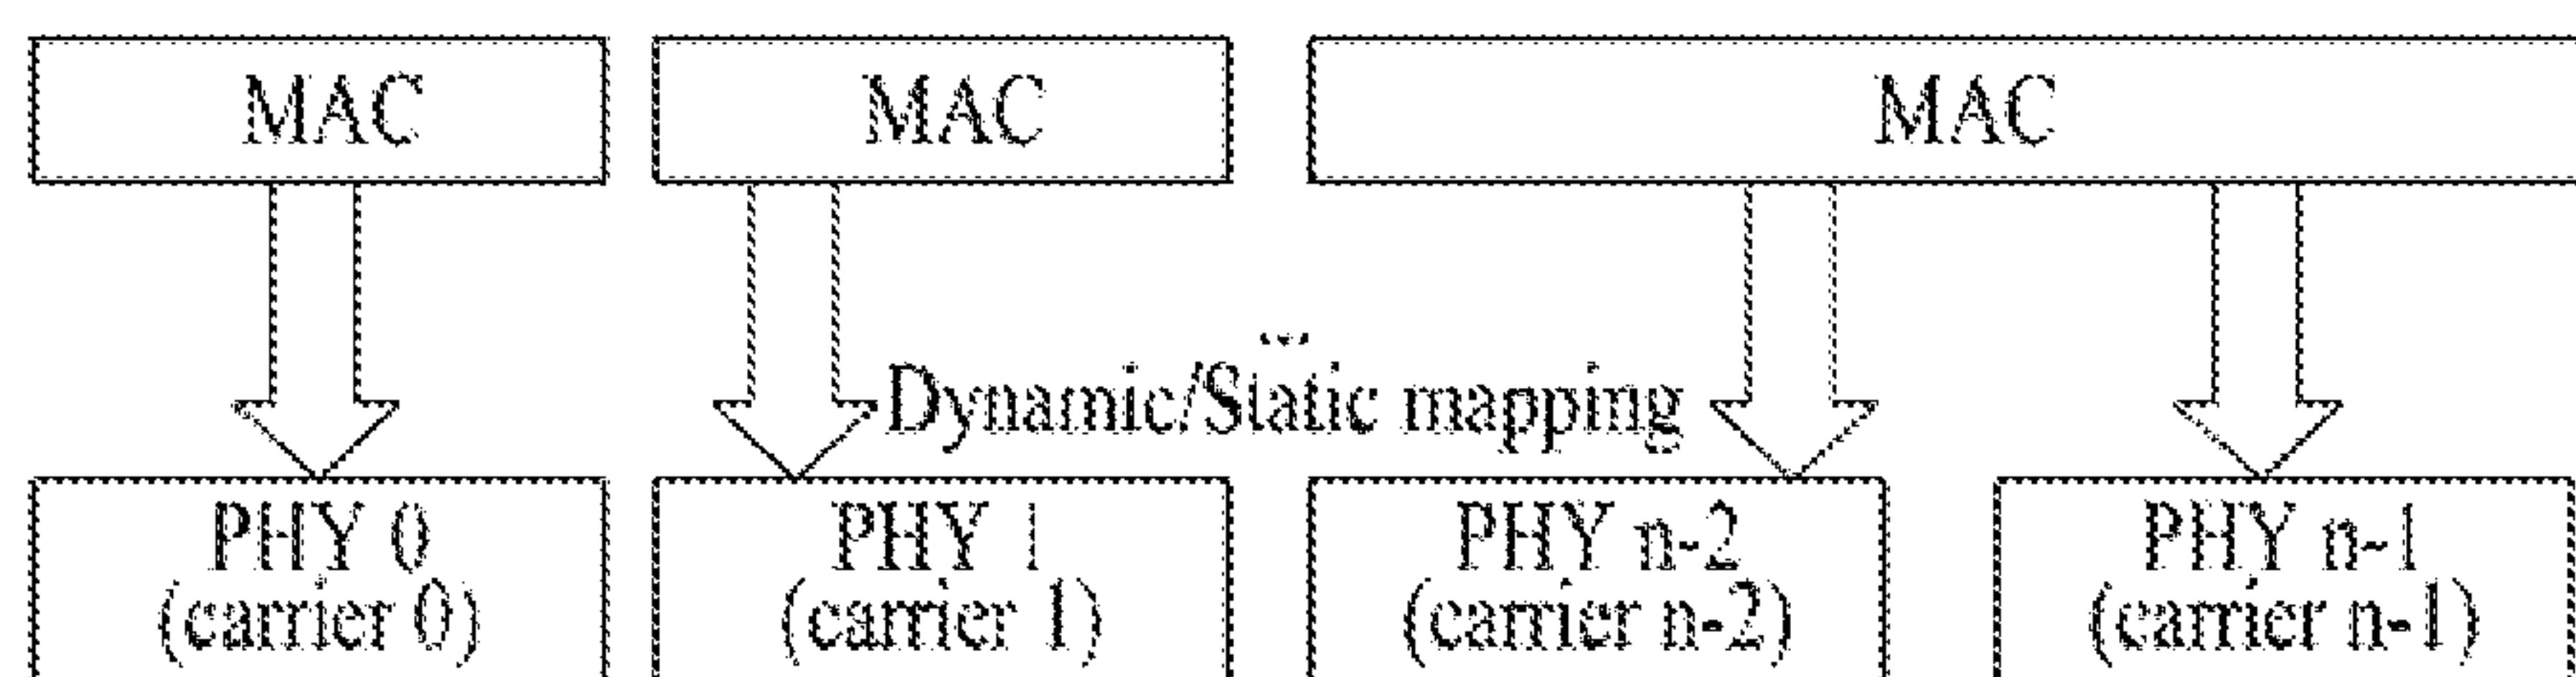 MAC MAC MAC
...
Dynamic/Static mapping
PHY 0 PHY 1 PHY n-2 PHY n-1
(carrier 0) (carrier 1) (carrier n-2) (carrier n-1)